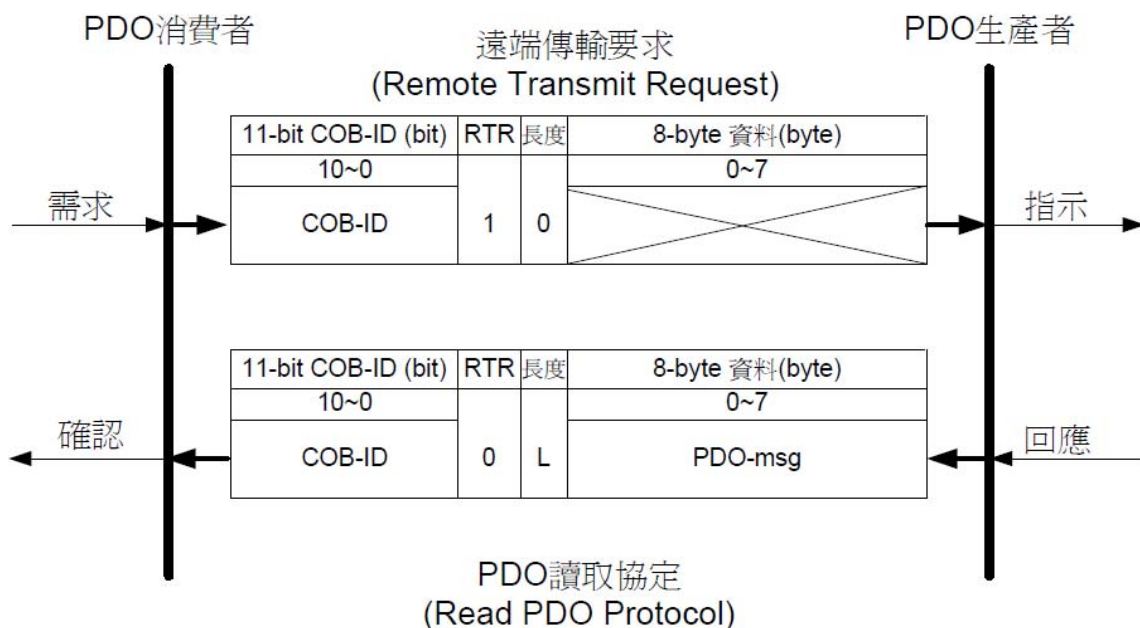 PDO消費者
遠端傳輸要求
PDO生產者
(Remote Transmit Request)
11-bit COB-ID (bit) RTR 長度 8-byte 資料(byte)
10~0 0~7
需求 COB-ID 1 0 指示
11-bit COB-ID (bit) RTR 長度 8-byte 資料(byte)
10~0 0~7
確認 COB-ID 0 L PDO-msg 回應
PDO讀取協定
(Read PDO Protocol)